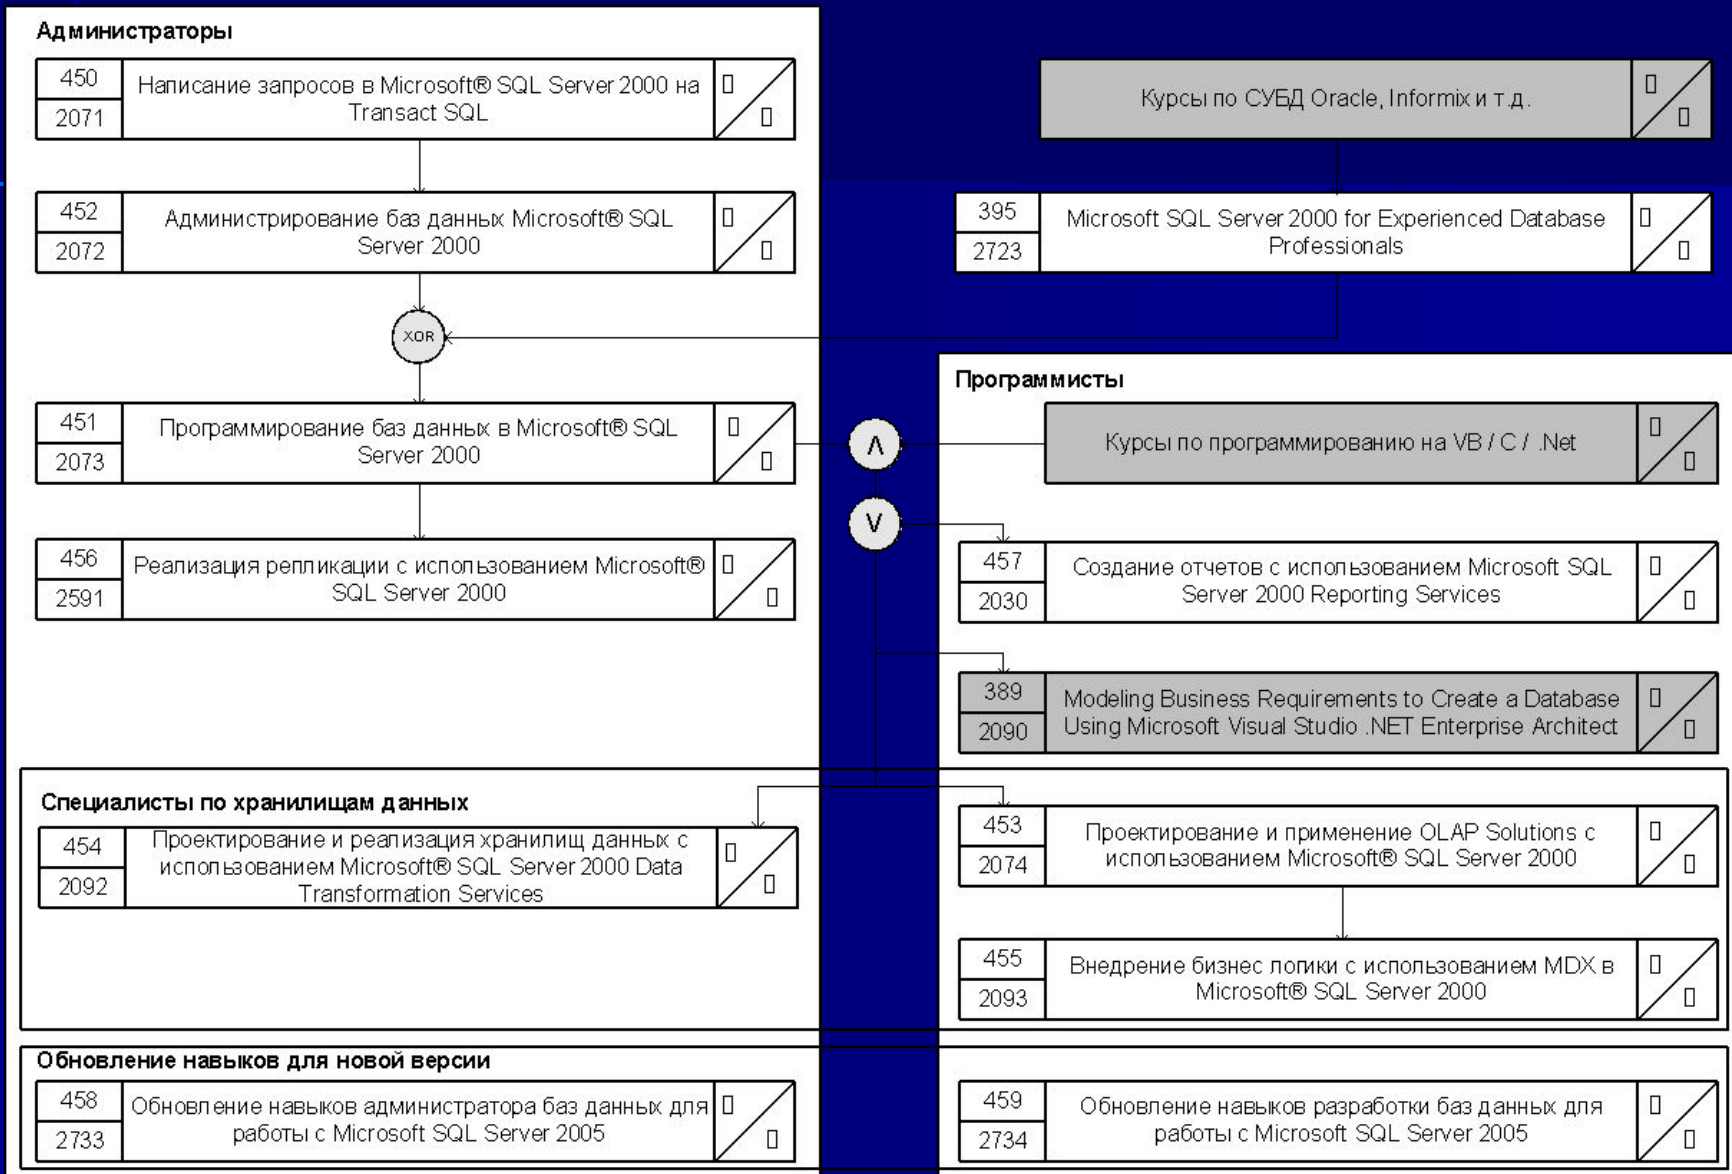 Администраторы
450
2071
Написание запросов в Microsoft® SQL Server 2000 на
Transact SQL
Курсы по СУБД Oracle, Informix и т.д.
452
2072
Администрирование баз данных Microsoft® SQL
Server 2000
395
2723
Microsoft SQL Server 2000 for Experienced Database
Professionals
XOR
Программисты
451
2073
Программирование баз данных в Microsoft® SQL
Server 2000
Λ
Курсы по программированию на VB / C / .Net
V
456
2591
Реализация репликации с использованием Microsoft®
SQL Server 2000
457
2030
Создание отчетов с использованием Microsoft SQL
Server 2000 Reporting Services
389
2090
Modeling Business Requirements to Create a Database
Using Microsoft Visual Studio .NET Enterprise Architect
Специалисты по хранилищам данных
454
2092
Проектирование и реализация хранилищ данных с
использованием Microsoft® SQL Server 2000 Data
Transformation Services
453
2074
Проектирование и применение OLAP Solutions с
использованием Microsoft® SQL Server 2000
455
2093
Внедрение бизнес логики с использованием MDX в
Microsoft® SQL Server 2000
Обновление навыков для новой версии
458
2733
Обновление навыков администратора баз данных для
работы с Microsoft SQL Server 2005
459
2734
Обновление навыков разработки баз данных для
работы с Microsoft SQL Server 2005